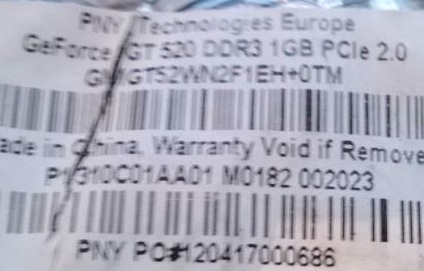 PNY Technologies Europe
GeForce GT 520 DDR3 1GB PCIe 2.0
GMGT52WN2F1EH+0TM
ade in China, Warranty Void if Remove
310C01AA01 M0182 002023
PNY PO#120417000686